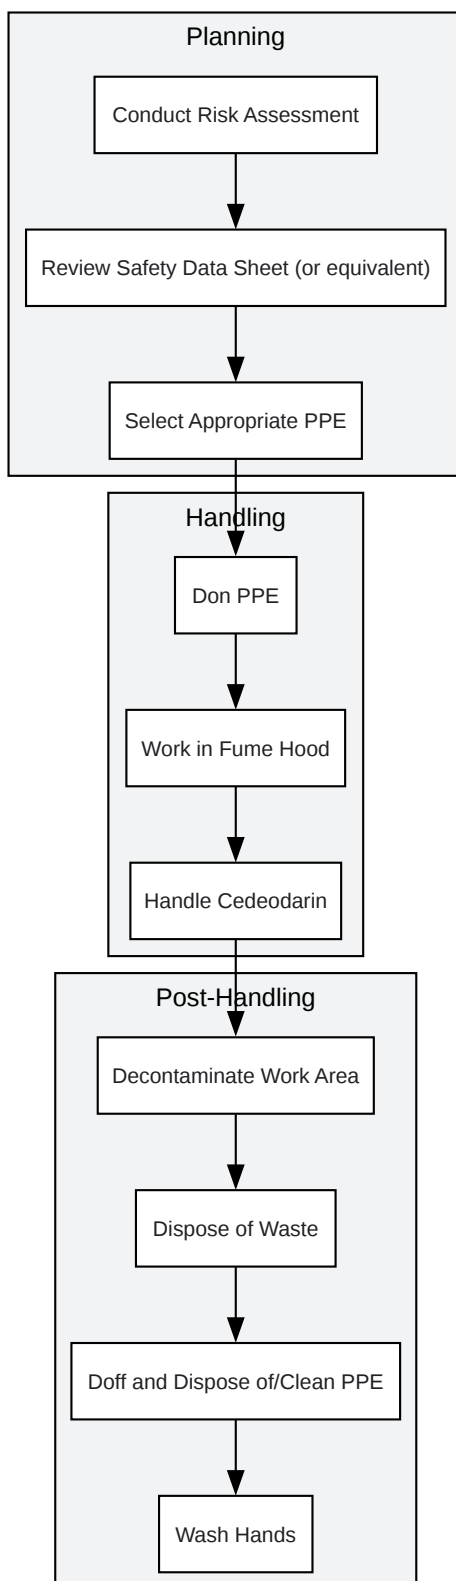 Planning
Conduct Risk Assessment
Review Safety Data Sheet (or equivalent)
Select Appropriate PPE
Handling
Don PPE
Work in Fume Hood
Handle Cedeodarin
Post-Handling
Decontaminate Work Area
Dispose of Waste
Doff and Dispose of/Clean PPE
Wash Hands